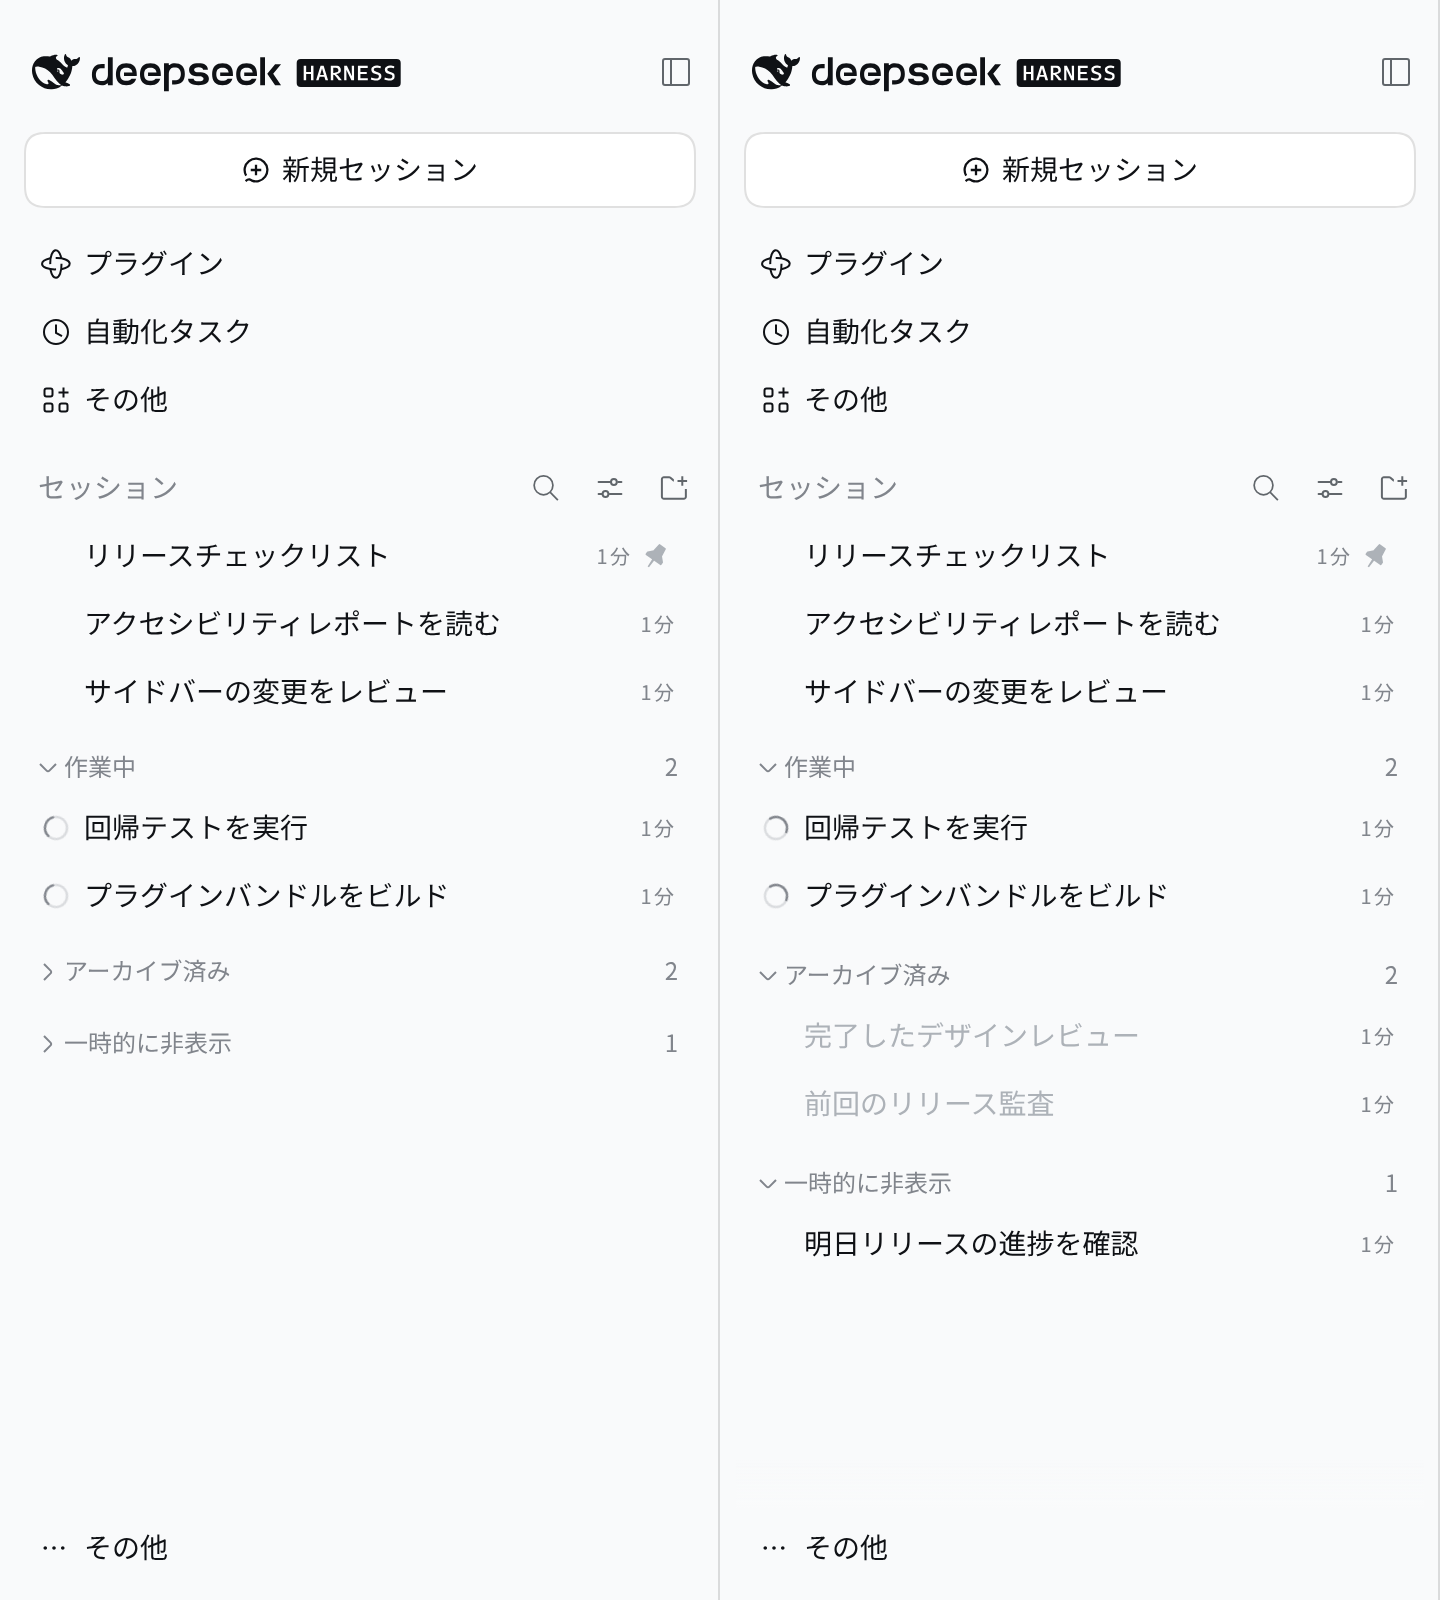 deepseek HARNESS
新規セッション
プラグイン
自動化タスク
その他
セッション
リリースチェックリスト 1分
アクセシビリティレポートを読む 1分
サイドバーの変更をレビュー 1分
作業中 2
回帰テストを実行 1分
プラグインバンドルをビルド 1分
アーカイブ済み 2
一時的に非表示 1
その他
deepseek HARNESS
新規セッション
プラグイン
自動化タスク
その他
セッション
リリースチェックリスト 1分
アクセシビリティレポートを読む 1分
サイドバーの変更をレビュー 1分
作業中 2
回帰テストを実行 1分
プラグインバンドルをビルド 1分
アーカイブ済み 2
完了したデザインレビュー 1分
前回のリリース監査 1分
一時的に非表示 1
明日リリースの進捗を確認 1分
その他